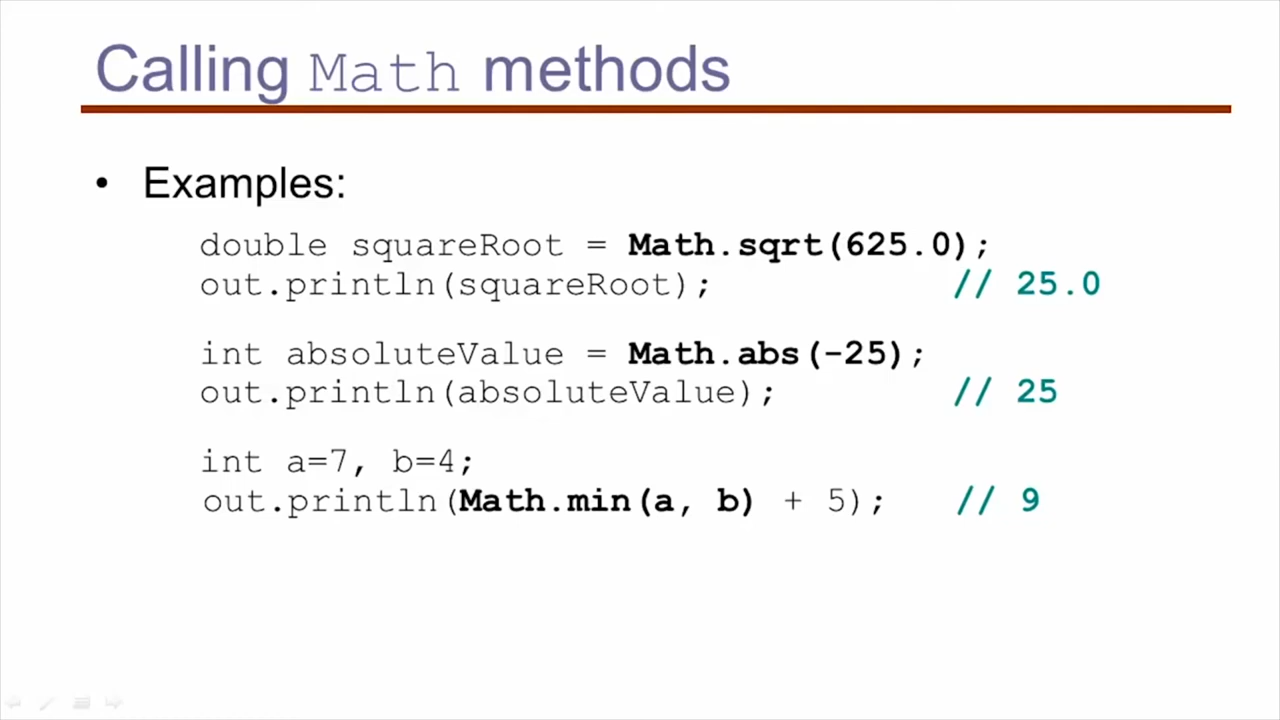 Calling Math methods
• Examples:
double squareRoot = Math.sqrt(625.0);
out.println(squareRoot); // 25.0
int absoluteValue = Math.abs(-25);
out.println(absoluteValue); // 25
int a=7, b=4;
out.println(Math.min(a, b) + 5); // 9